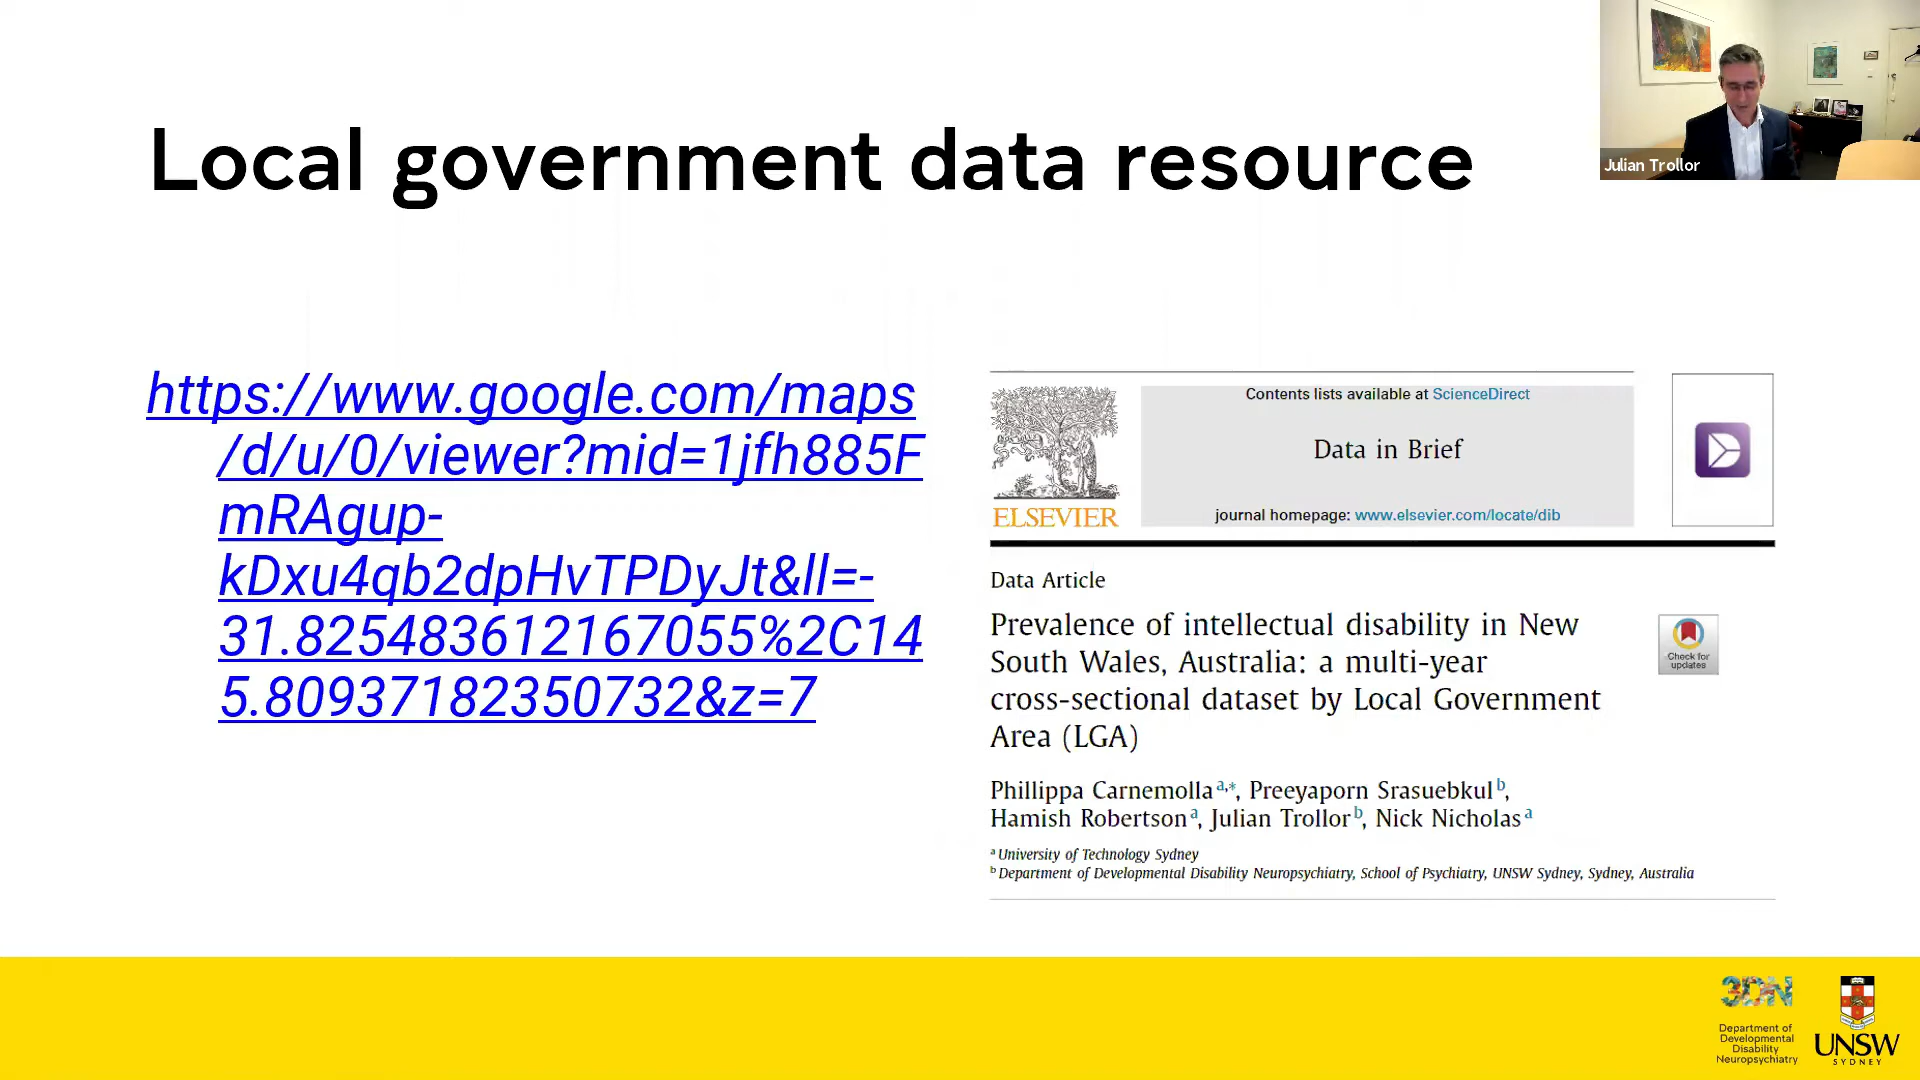 Local government data resource
Julian Trollor
https://www.google.com/maps
/d/u/0/viewer?mid=1jfh885F
mRAgup-
kDxu4qb2dpHvTPDyJt&ll=-
31.825483612167055%2C14
5.80937182350732&z=7
Contents lists available at ScienceDirect
Data in Brief
journal homepage: www.elsevier.com/locate/dib
ELSEVIER
Data Article
Prevalence of intellectual disability in New
South Wales, Australia: a multi-year
cross-sectional dataset by Local Government
Area (LGA)
Check for
updates
Phillippa Carnemolla a,*, Preeyaporn Srasuebkul b,
Hamish Robertson a, Julian Trollor b, Nick Nicholas a
a University of Technology Sydney
b Department of Developmental Disability Neuropsychiatry, School of Psychiatry, UNSW Sydney, Sydney, Australia
3DN
Department of
Developmental
Disability
Neuropsychiatry
UNSW
SYDNEY